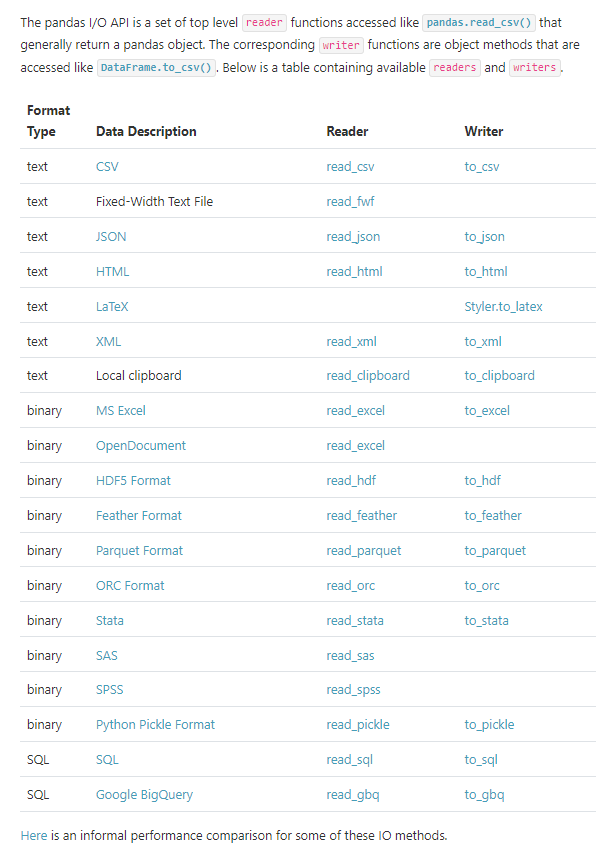 The pandas I/O API is a set of top level reader functions accessed like pandas.read_csv() that
generally return a pandas object. The corresponding writer functions are object methods that are
accessed like DataFrame.to_csv(). Below is a table containing available readers and writers.
Format
Type Data Description Reader Writer
text CSV read_csv to_csv
text Fixed-Width Text File read_fwf
text JSON read_json to_json
text HTML read_html to_html
text LaTeX Styler.to_latex
text XML read_xml to_xml
text Local clipboard read_clipboard to_clipboard
binary MS Excel read_excel to_excel
binary OpenDocument read_excel
binary HDF5 Format read_hdf to_hdf
binary Feather Format read_feather to_feather
binary Parquet Format read_parquet to_parquet
binary ORC Format read_orc to_orc
binary Stata read_stata to_stata
binary SAS read_sas
binary SPSS read_spss
binary Python Pickle Format read_pickle to_pickle
SQL SQL read_sql to_sql
SQL Google BigQuery read_gbq to_gbq
Here is an informal performance comparison for some of these IO methods.